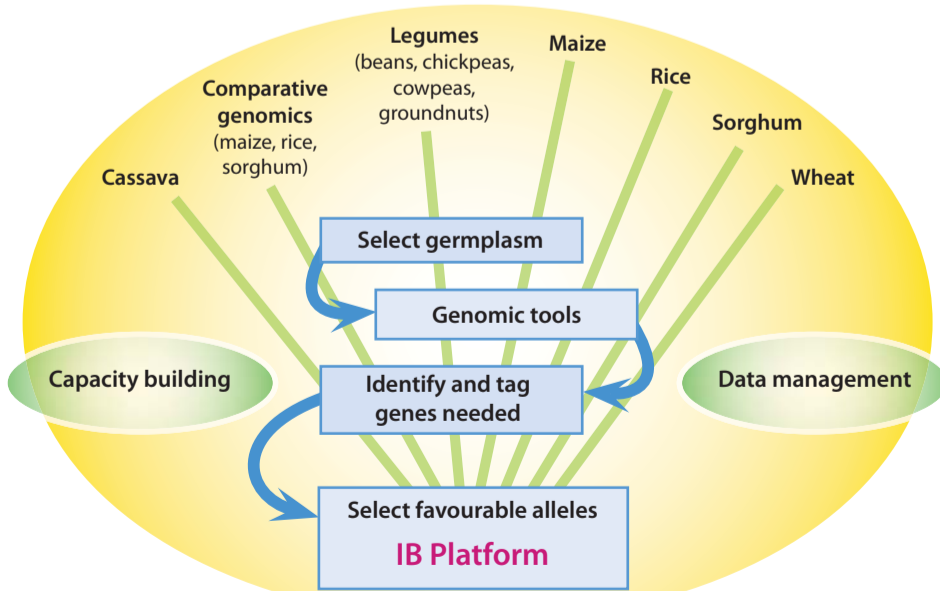 Legumes
(beans, chickpeas,
cowpeas,
groundnuts)
Maize
Rice
Comparative
genomics
(maize, rice,
sorghum)
Sorghum
Cassava
Wheat
Select germplasm
Genomic tools
Capacity building
Identify and tag
genes needed
Data management
Select favourable alleles
IB Platform